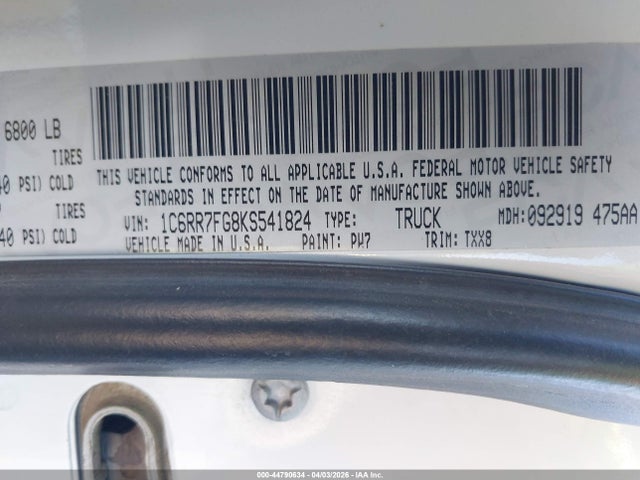 6800 LB
TIRES
40 PSI) COLD
40 PSI) COLD
THIS VEHICLE CONFORMS TO ALL APPLICABLE U.S.A. FEDERAL MOTOR VEHICLE SAFETY
STANDARDS IN EFFECT ON THE DATE OF MANUFACTURE SHOWN ABOVE.
VIN: 1C6RR7FG8KS541824 TYPE: TRUCK MDH: 092919 475AA
VEHICLE MADE IN U.S.A. PAINT: PW7 TRIM: TXX8
TIRES
000-44790634 - 04/03/2026 - IAA Inc.